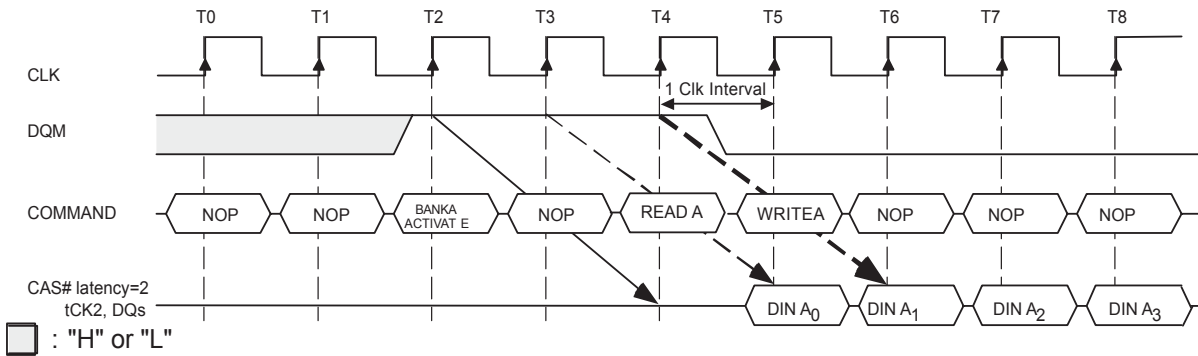 T0 T1 T2 T3 T4 T5 T6 T7 T8
CLK
1 Clk Interval
DQM
COMMAND NOP NOP BANKA ACTIVAT E NOP READ A WRITEA NOP NOP NOP
CAS# latency=2
tCK2, DQs
DIN A0 DIN A1 DIN A2 DIN A3
: "H" or "L"